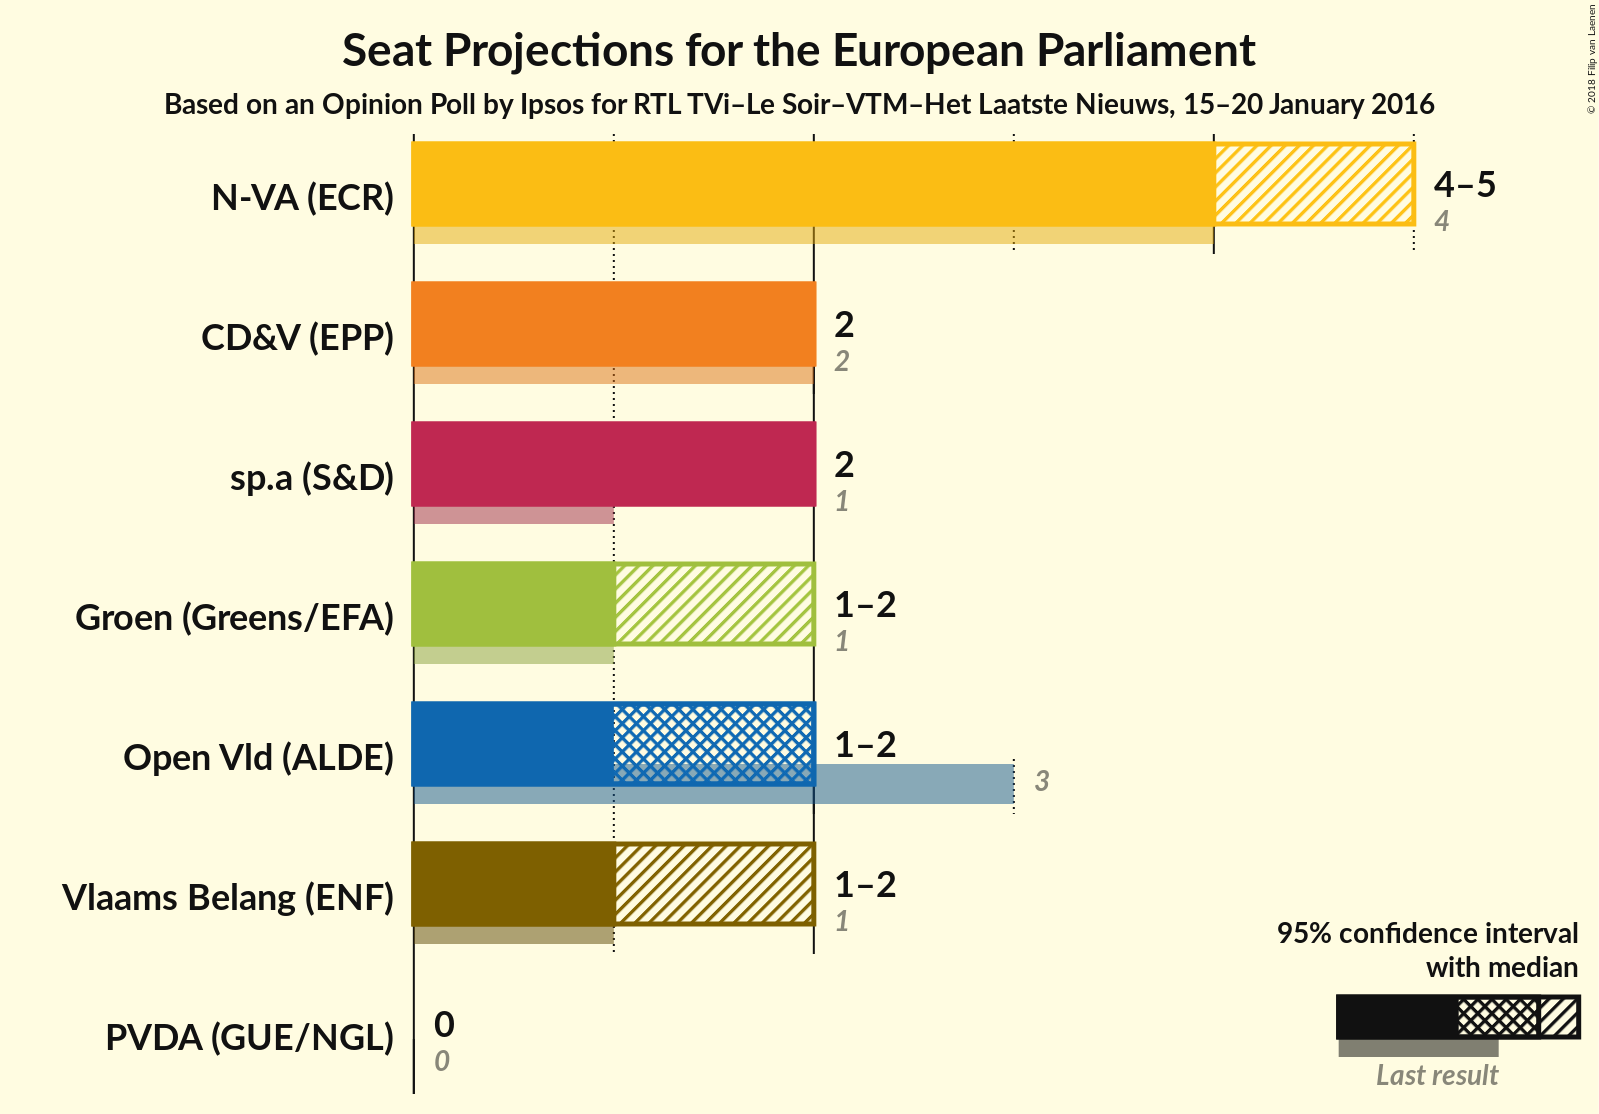 Seat Projections for the European Parliament
Based on an Opinion Poll by Ipsos for RTL TVi–Le Soir–VTM–Het Laatste Nieuws, 15–20 January 2016
© 2018 Filip van Laenen
N-VA (ECR)
4–5
4
CD&V (EPP)
2
2
sp.a (S&D)
2
1
Groen (Greens/EFA)
1–2
1
Open Vld (ALDE)
1–2
3
Vlaams Belang (ENF)
1–2
1
PVDA (GUE/NGL)
0
0
95% confidence interval
with median
Last result